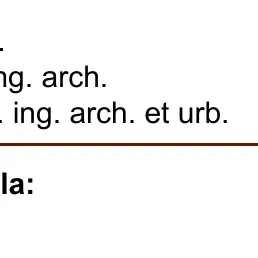 .
ng. arch.
. ing. arch. et urb.
la: